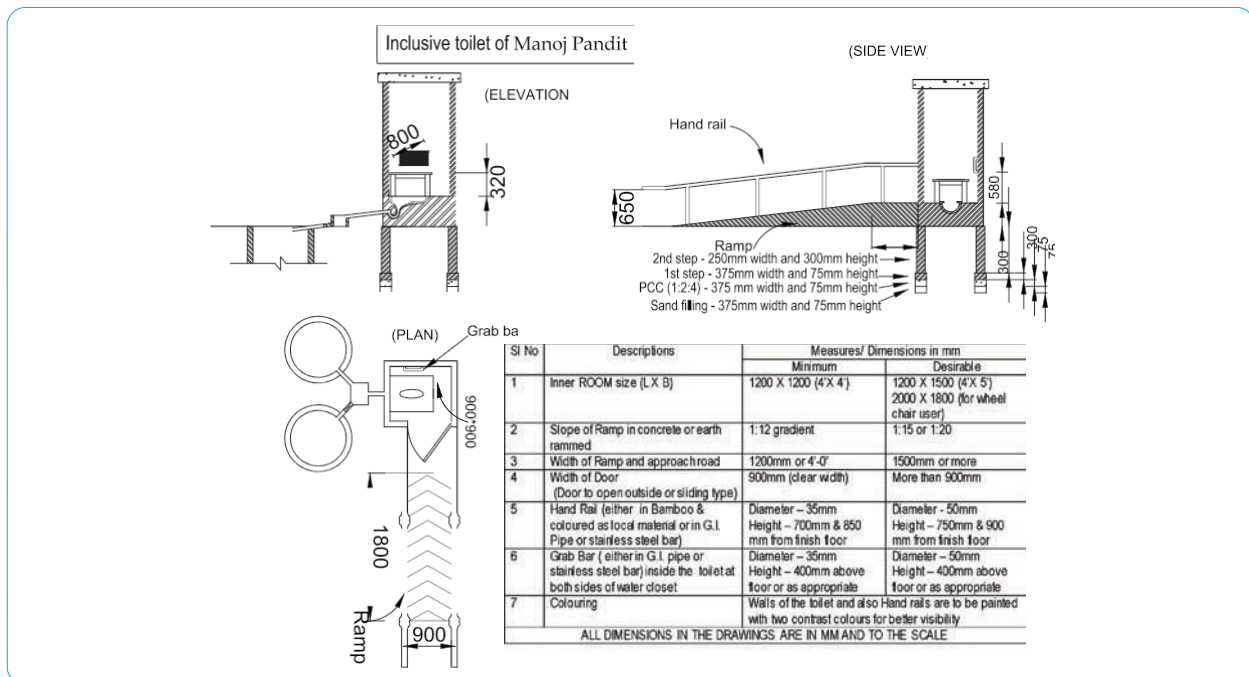 Inclusive toilet of Manoj Pandit
(ELEVATION
800
320
(SIDE VIEW)
Hand rail
650
580
Ramp
2nd step - 250mm width and 300mm height
1st step - 375mm width and 75mm height
PCC (1:2:4) - 375 mm width and 75mm height
Sand filling - 375mm width and 75mm height
300
300
75
75
(PLAN)
Grab ba
900
900
1800
Ramp
900
Sl No Descriptions Measures/ Dimensions in mm
Minimum Desirable
1 Inner ROOM size (L X B) 1200 X 1200 (4'X 4') 1200 X 1500 (4'X 5')
2000 X 1800 (for wheel
chair user)
2 Slope of Ramp in concrete or earth 1:12 gradient 1:15 or 1:20
rammed
3 Width of Ramp and approach road 1200mm or 4'-0" 1500mm or more
4 Width of Door 900mm (clear width) More than 900mm
(Door to open outside or sliding type)
5 Hand Rail (either in Bamboo & Diameter – 35mm Diameter - 50mm
coloured as local material or in G.I. Height – 700mm & 850 Height – 750mm & 900
Pipe or stainless steel bar) mm from finish floor mm from finish floor
6 Grab Bar ( either in G.I. pipe or Diameter – 35mm Diameter – 50mm
stainless steel bar) inside the toilet at Height – 400mm above Height – 400mm above
both sides of water closet floor or as appropriate floor or as appropriate
7 Colouring Walls of the toilet and also Hand rails are to be painted
with two contrast colours for better visibility
ALL DIMENSIONS IN THE DRAWINGS ARE IN MM AND TO THE SCALE